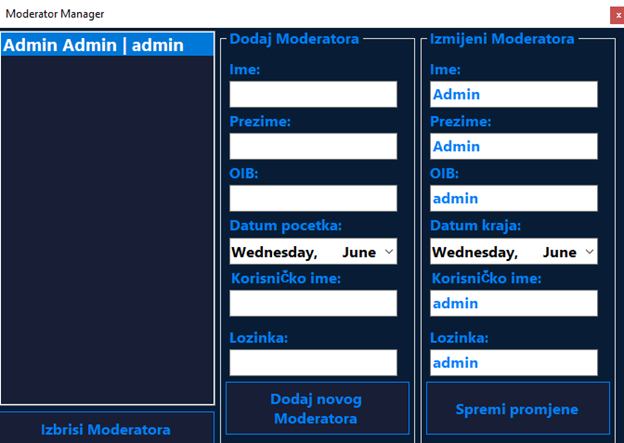 Moderator Manager
x
Admin Admin | admin
Izbrisi Moderatora
Dodaj Moderatora
Ime:
Prezime:
OIB:
Datum pocetka:
Wednesday, June
Korisničko ime:
Lozinka:
Dodaj novog
Moderatora
Izmijeni Moderatora
Ime:
Admin
Prezime:
Admin
OIB:
admin
Datum kraja:
Wednesday, June
Korisničko ime:
admin
Lozinka:
admin
Spremi promjene